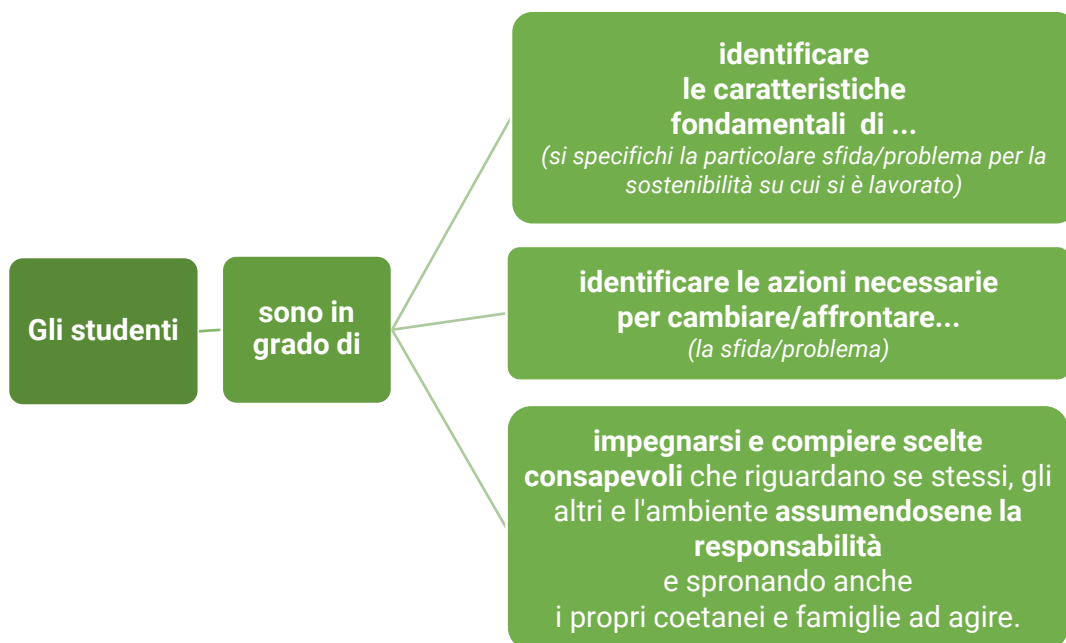 Gli studenti
sono in
grado di
identificare
le caratteristiche
fondamentali di ...
(si specifichi la particolare sfida/problema per la
sostenibilità su cui si è lavorato)
identificare le azioni necessarie
per cambiare/affrontare...
(la sfida/problema)
impegnarsi e compiere scelte
consapevoli che riguardano se stessi, gli
altri e l'ambiente assumendosene la
responsabilità
e spronando anche
i propri coetanei e famiglie ad agire.